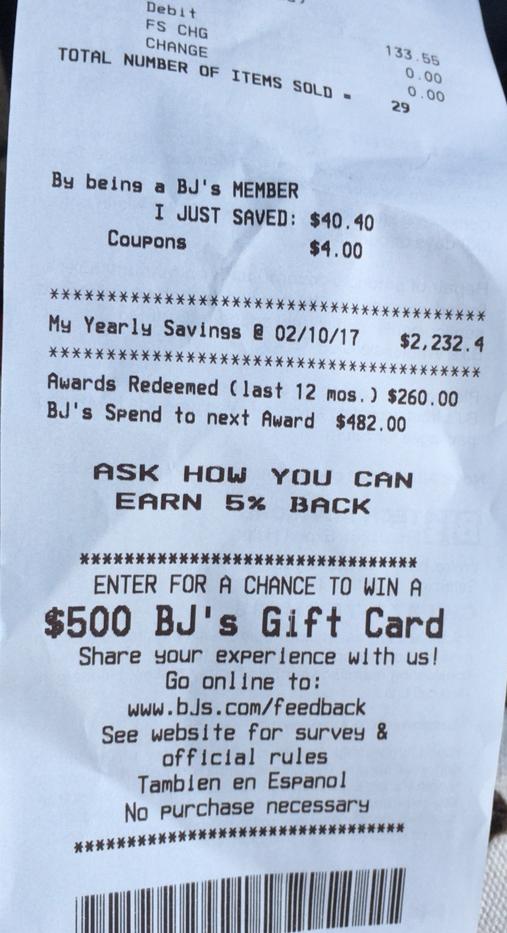 Debit 133.55
FS CHG 0.00
CHANGE 0.00
TOTAL NUMBER OF ITEMS SOLD = 29
By being a BJ's MEMBER
I JUST SAVED: $40.40
Coupons $4.00
****************************************
My Yearly Savings @ 02/10/17 $2,232.4
****************************************
Awards Redeemed (last 12 mos.) $260.00
BJ's Spend to next Award $482.00
ASK HOW YOU CAN
EARN 5% BACK
********************************
ENTER FOR A CHANCE TO WIN A
$500 BJ's Gift Card
Share your experience with us!
Go online to:
www.bJs.com/feedback
See website for survey &
official rules
Tambien en Espanol
No purchase necessary
********************************